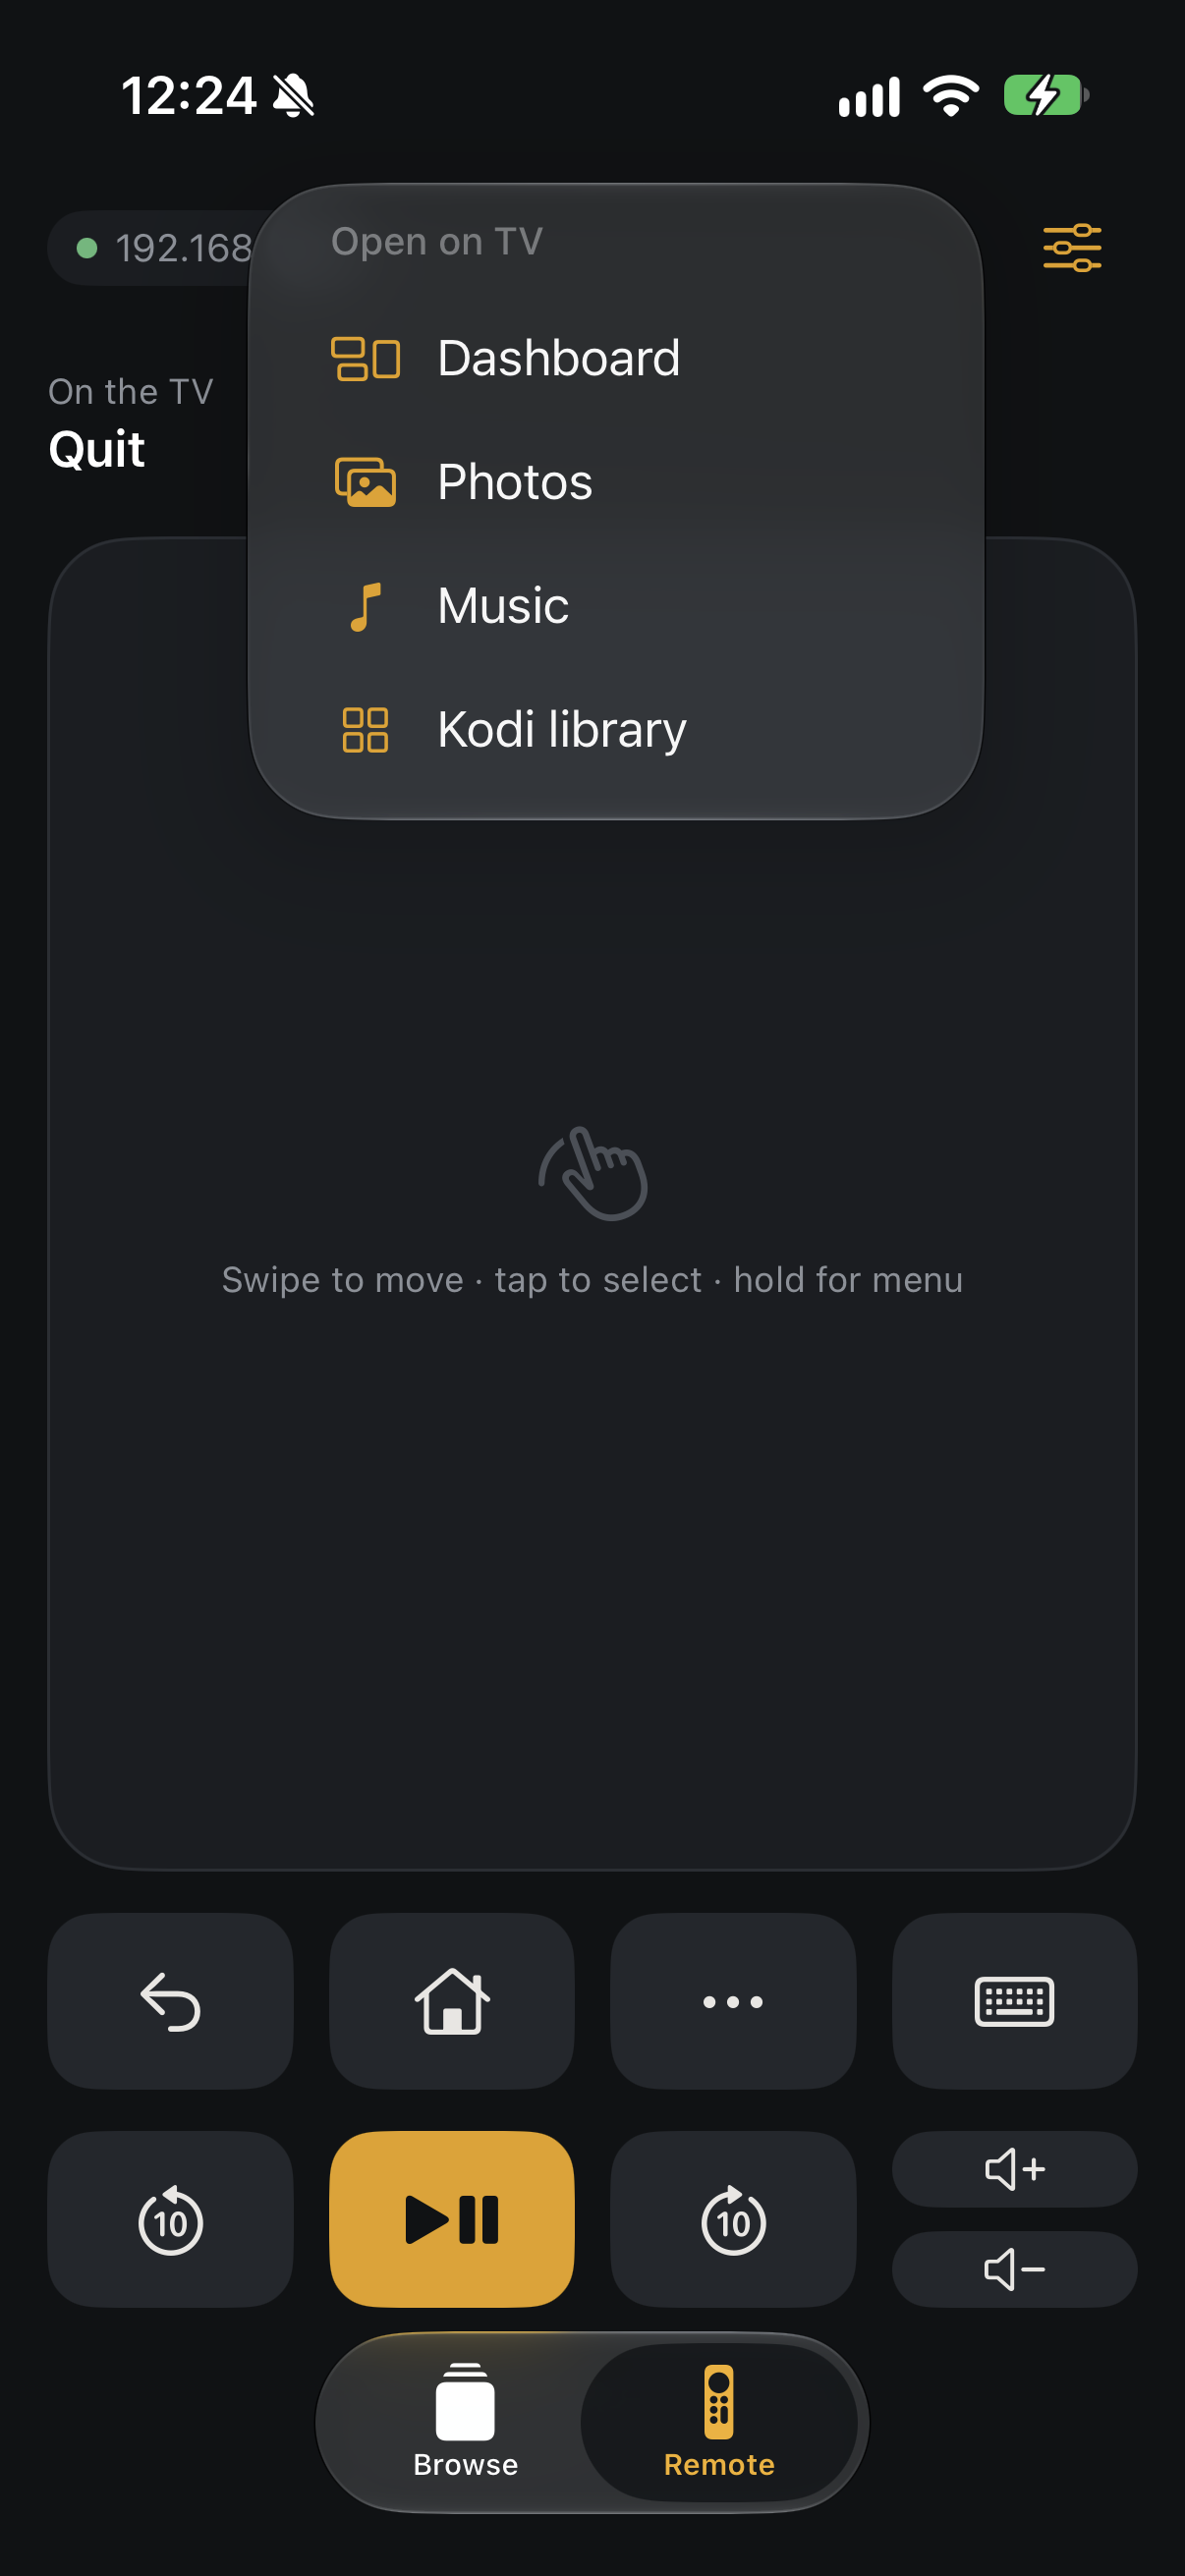 12:24
192.168
Open on TV
Dashboard
On the TV
Quit
Photos
Music
Kodi library
Swipe to move · tap to select · hold for menu
10
10
Browse
Remote